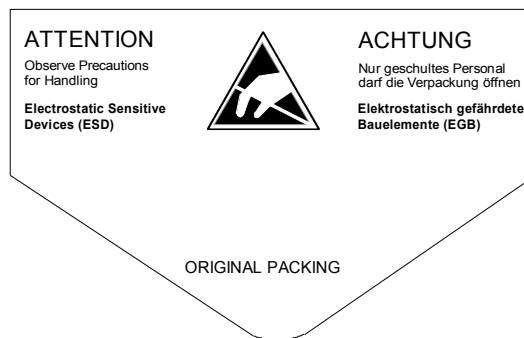 ATTENTION
Observe Precautions
for Handling
Electrostatic Sensitive
Devices (ESD)
ACHTUNG
Nur geschultes Personal
darf die Verpackung öffnen
Elektrostatisch gefährdete
Bauelemente (EGB)
ORIGINAL PACKING